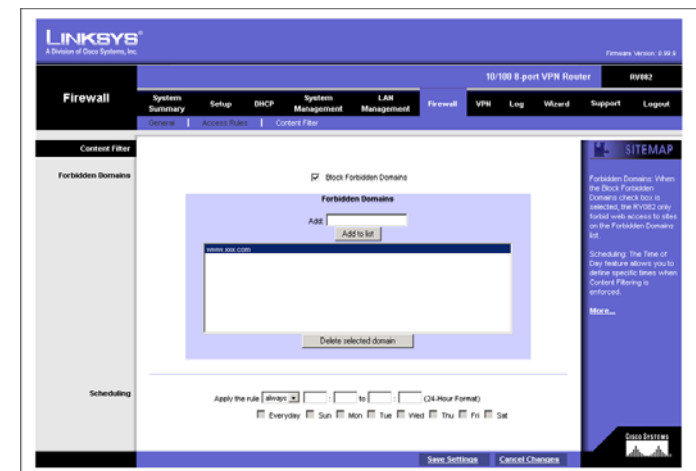 LINKSYS®
A Division of Cisco Systems, Inc.
10/100 8-port VPN Router
RV082
Firewall
System Summary
Setup
DHCP
System Management
LAN Management
Firewall
VPN
Log
Wizard
Support
Logout
General | Access Rules | Content Filter
Content Filter
SITEMAP
Forbidden Domains
Block Forbidden Domains
Forbidden Domains
Add:
Add to list
www.xxx.com
Delete selected domain
Forbidden Domains: When
the Block Forbidden
Domains check box is
selected, the RV082 only
forbid web access to sites
on the Forbidden Domains
list.
Scheduling: The Time of
Day feature allows you to
define specific times when
Content Filtering is
enforced.
More...
Scheduling
Apply the rule always : to : (24-Hour Format)
Everyday Sun Mon Tue Wed Thu Fri Sat
Save Settings
Cancel Changes
CISCO SYSTEMS